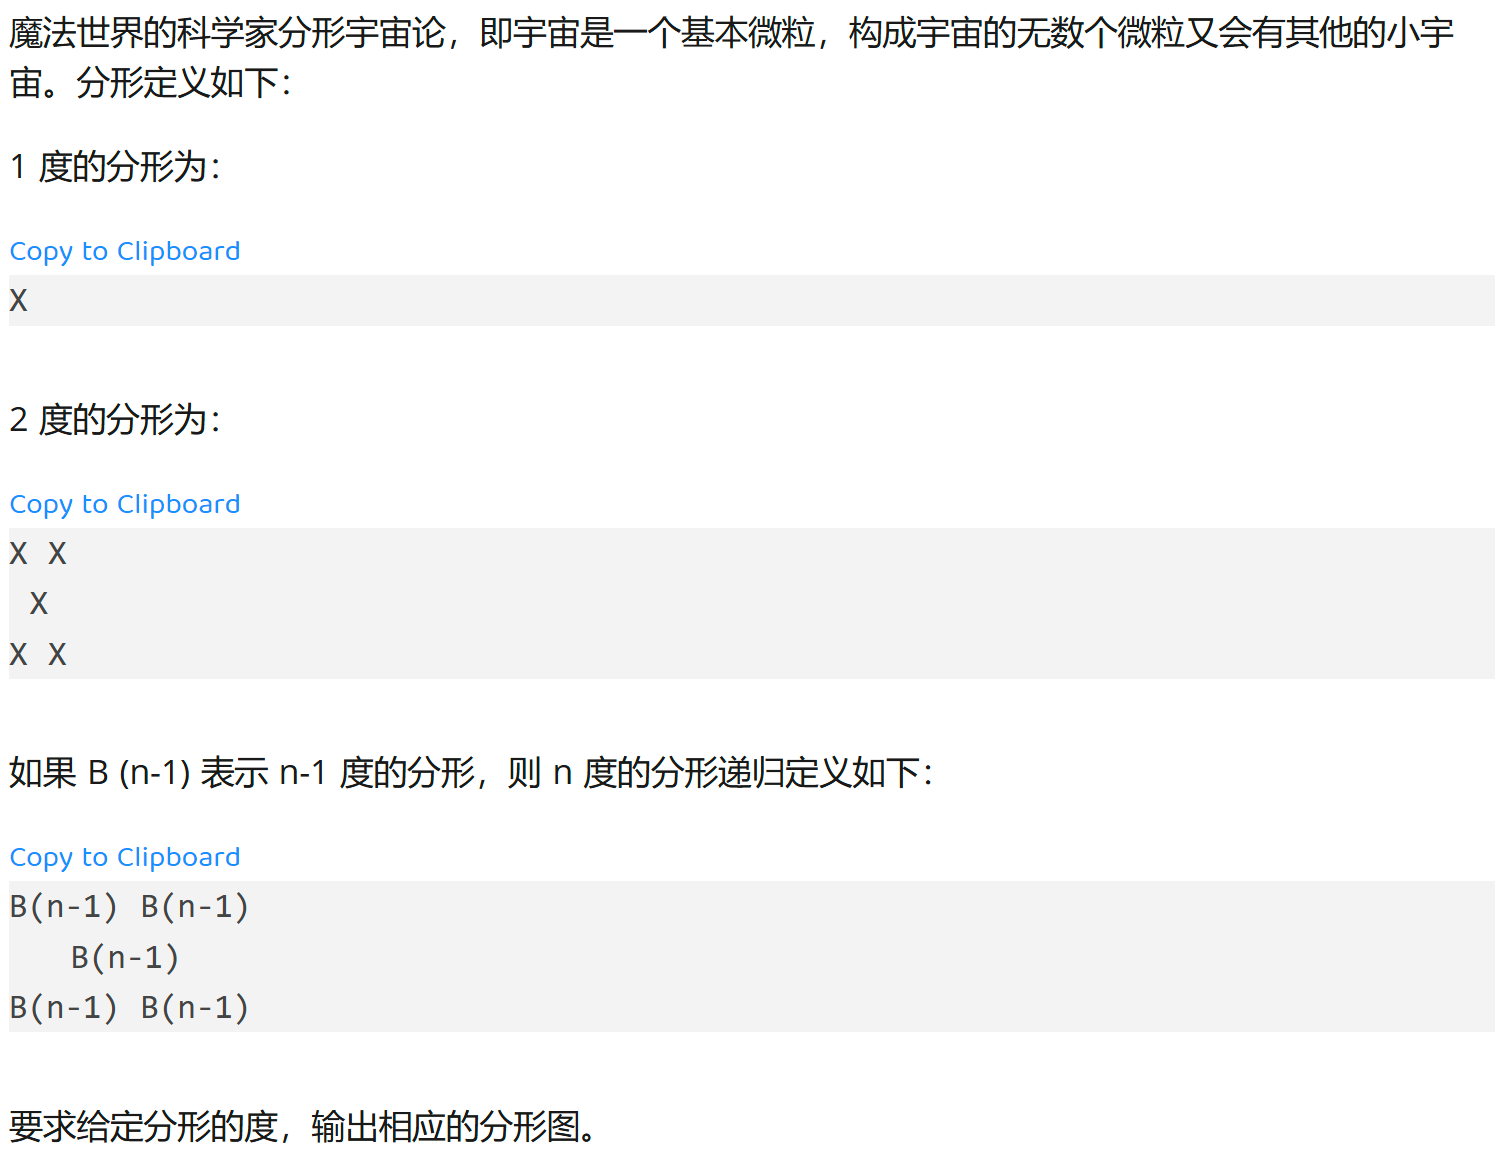 魔法世界的科学家分形宇宙论，即宇宙是一个基本微粒，构成宇宙的无数个微粒又会有其他的小宇
宙。分形定义如下：
1 度的分形为：
Copy to Clipboard
X
2 度的分形为：
Copy to Clipboard
X X
 X
X X
如果 B (n-1) 表示 n-1 度的分形，则 n 度的分形递归定义如下：
Copy to Clipboard
B(n-1) B(n-1)
   B(n-1)
B(n-1) B(n-1)
要求给定分形的度，输出相应的分形图。